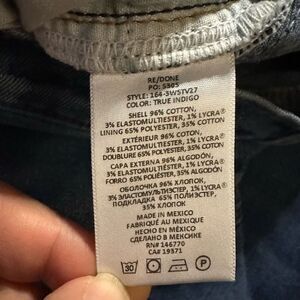 RE/DONE
PO: 5305
STYLE: 164-3WSTV27
COLOR: TRUE INDIGO
SHELL 96% COTTON,
3% ELASTOMULTIESTER, 1% LYCRA®
LINING 65% POLYESTER, 35% COTTON
EXTÉRIEUR 96% COTON,
3% ELASTOMULTIESTER, 1% LYCRA®
DOUBLURE 65% POLYESTER, 35% COTON
CAPA EXTERNA 96% ALGODÓN,
3% ELASTOMULTIESTER, 1% LYCRA®
FORRO 65% POLIÉSTER, 35% ALGODÓN
ОБОЛОЧКА 96% ХЛОПОК,
3% ЭЛАСТОМУЛЬТИЭСТЕР, 1% LYCRA®
ПОДКЛАДКА 65% ПОЛИЭСТЕР,
35% ХЛОПОК
MADE IN MEXICO
FABRIQUÉ AU MEXIQUE
HECHO EN MÉXICO
СДЕЛАНО В МЕКСИКЕ
RN# 146770
CA# 19371
30 P